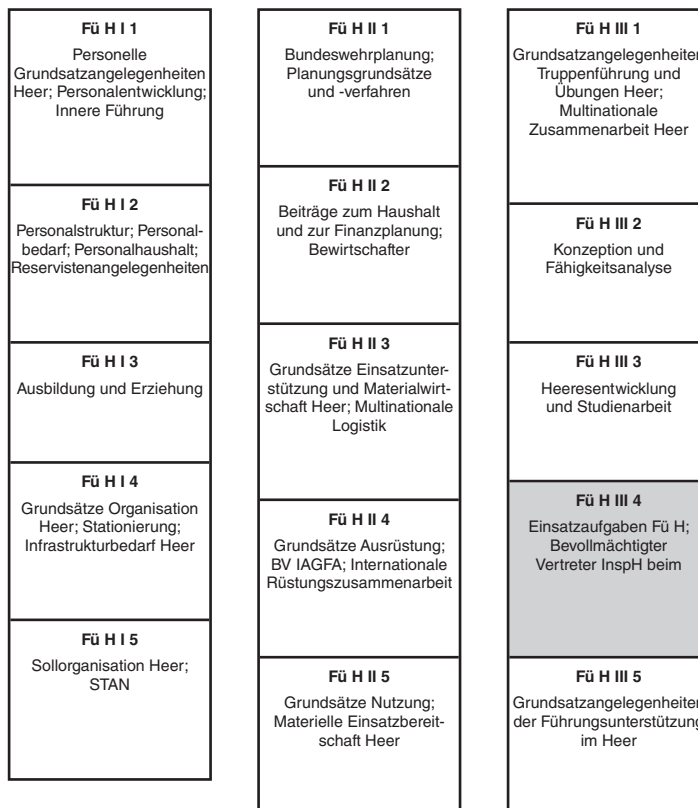 Fü H I 1
Personelle
Grundsatzangelegenheiten
Heer; Personalentwicklung;
Innere Führung
Fü H I 2
Personalstruktur; Personal-
bedarf; Personalhaushalt;
Reservistenangelegenheiten
Fü H I 3
Ausbildung und Erziehung
Fü H I 4
Grundsätze Organisation
Heer; Stationierung;
Infrastrukturbedarf Heer
Fü H I 5
Sollorganisation Heer;
STAN
Fü H II 1
Bundeswehrplanung;
Planungsgrundsätze
und -verfahren
Fü H II 2
Beiträge zum Haushalt
und zur Finanzplanung;
Bewirtschafter
Fü H II 3
Grundsätze Einsatzunter-
stützung und Materialwirt-
schaft Heer; Multinationale
Logistik
Fü H II 4
Grundsätze Ausrüstung;
BV IAGFA; Internationale
Rüstungszusammenarbeit
Fü H II 5
Grundsätze Nutzung;
Materielle Einsatzbereit-
schaft Heer
Fü H III 1
Grundsatzangelegenheiten
Truppenführung und
Übungen Heer;
Multinationale
Zusammenarbeit Heer
Fü H III 2
Konzeption und
Fähigkeitsanalyse
Fü H III 3
Heeresentwicklung
und Studienarbeit
Fü H III 4
Einsatzaufgaben Fü H;
Bevollmächtigter
Vertreter InspH beim
Fü H III 5
Grundsatzangelegenheiten
der Führungsunterstützung
im Heer